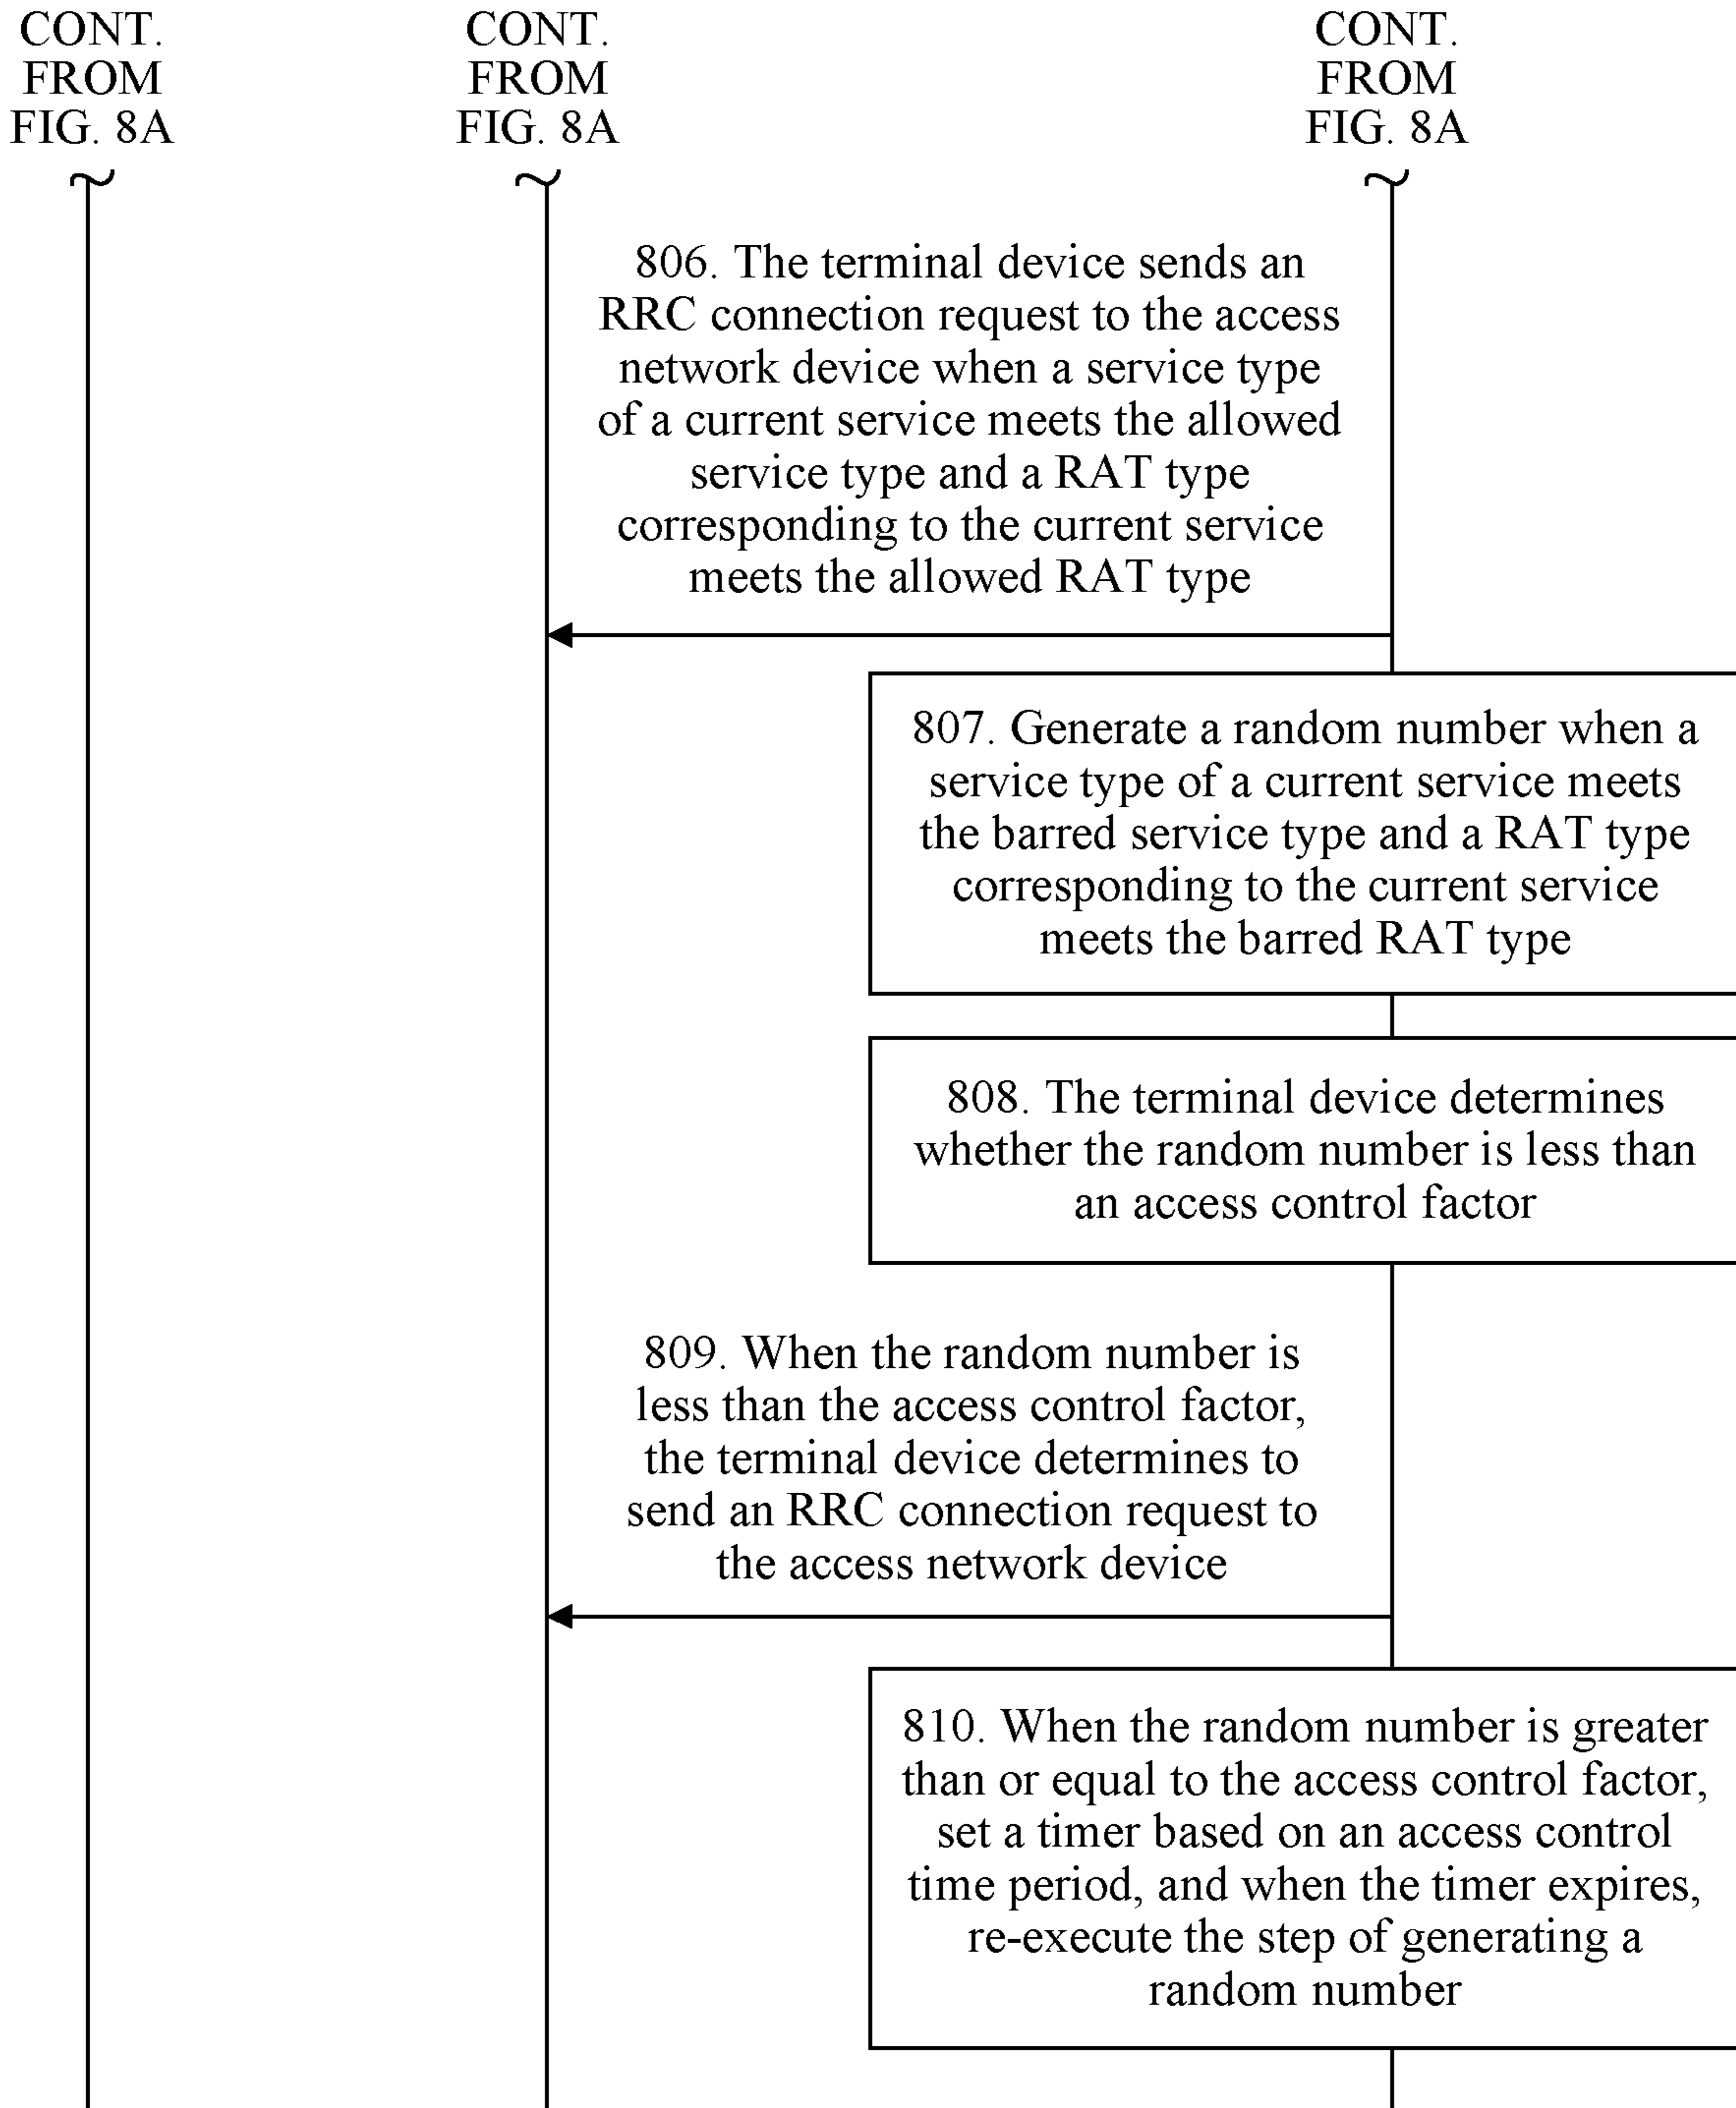 CONT.
FROM
FIG. 8A
CONT.
FROM
FIG. 8A
CONT.
FROM
FIG. 8A
806. The terminal device sends an
RRC connection request to the access
network device when a service type
of a current service meets the allowed
service type and a RAT type
corresponding to the current service
meets the allowed RAT type
807. Generate a random number when a
service type of a current service meets
the barred service type and a RAT type
corresponding to the current service
meets the barred RAT type
808. The terminal device determines
whether the random number is less than
an access control factor
809. When the random number is
less than the access control factor,
the terminal device determines to
send an RRC connection request to
the access network device
810. When the random number is greater
than or equal to the access control factor,
set a timer based on an access control
time period, and when the timer expires,
re-execute the step of generating a
random number